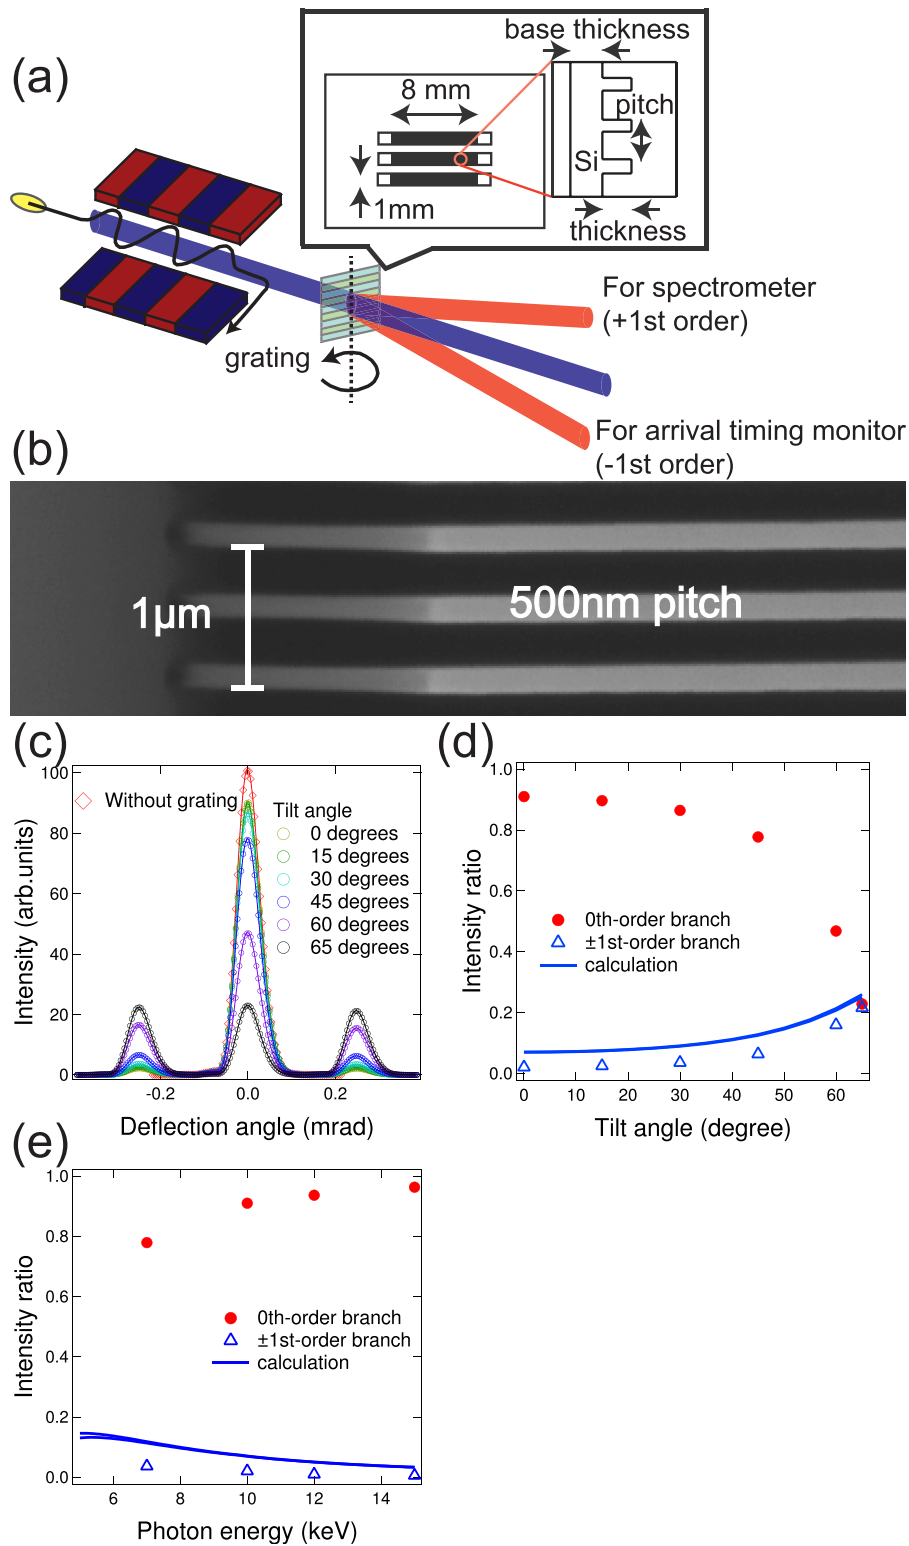 (a)
base thickness
8 mm
pitch
Si
1mm
thickness
For spectrometer
(+1st order)
grating
For arrival timing monitor
(-1st order)
(b)
1µm
500nm pitch
(c)
100
80
60
40
20
0
-0.2
0.0
0.2
Intensity (arb.units)
Deflection angle (mrad)
Without grating
Tilt angle
0 degrees
15 degrees
30 degrees
45 degrees
60 degrees
65 degrees
(d)
1.0
0.8
0.6
0.4
0.2
0.0
0
10
20
30
40
50
60
Intensity ratio
Tilt angle (degree)
0th-order branch
±1st-order branch
calculation
(e)
1.0
0.8
0.6
0.4
0.2
0.0
6
8
10
12
14
Intensity ratio
Photon energy (keV)
0th-order branch
±1st-order branch
calculation